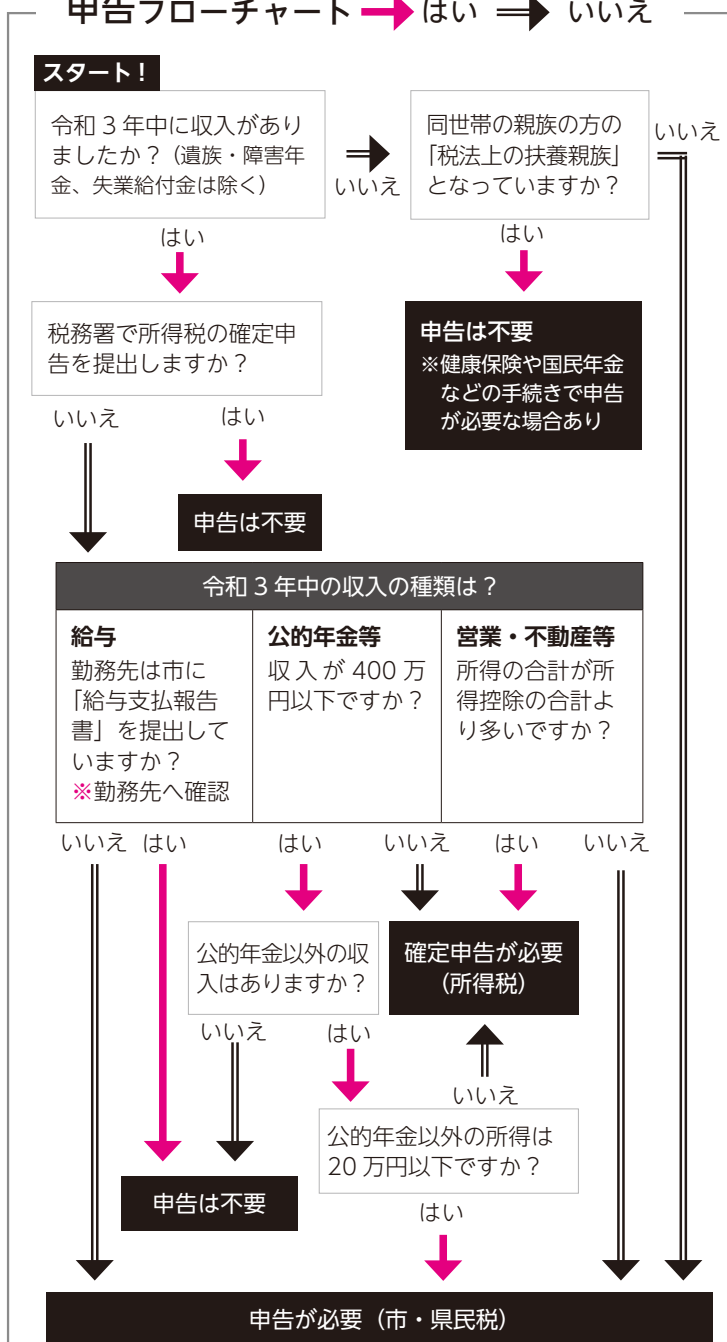 申告フローチャート はい いいえ
スタート！
令和３年中に収入があり
ましたか？（遺族・障害年
金、失業給付金は除く）
いいえ
同世帯の親族の方の
「税法上の扶養親族」
となっていますか？
いいえ
はい
はい
税務署で所得税の確定申
告を提出しますか？
申告は不要
※健康保険や国民年金
などの手続きで申告
が必要な場合あり
いいえ
はい
申告は不要
令和３年中の収入の種類は？
給与
勤務先は市に
「給与支払報告
書」を提出して
いますか？
※勤務先へ確認
公的年金等
収入が 400 万
円以下ですか？
営業・不動産等
所得の合計が所
得控除の合計よ
り多いですか？
いいえ はい はい いいえ はい いいえ
公的年金以外の収
入はありますか？
確定申告が必要
（所得税）
いいえ
はい
いいえ
公的年金以外の所得は
20 万円以下ですか？
申告は不要
はい
申告が必要（市・県民税）